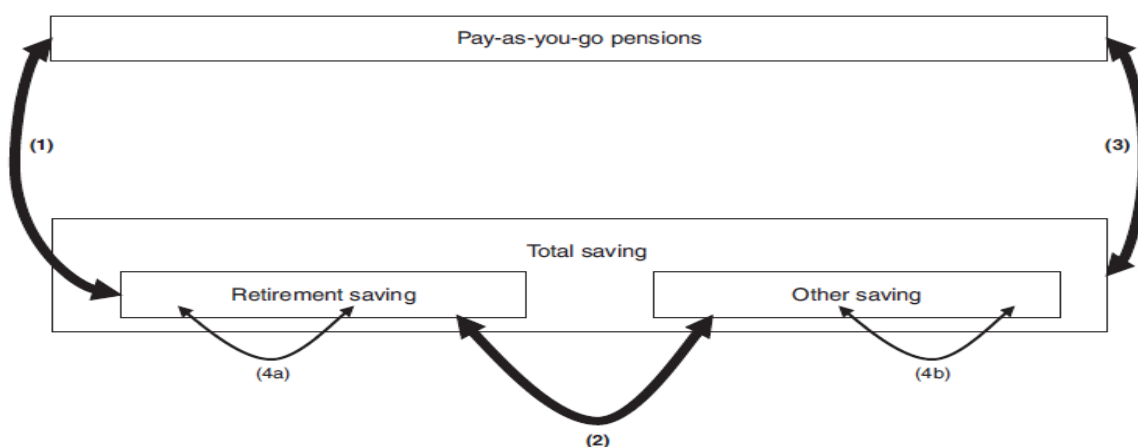 Pay-as-you-go pensions
(1)
(3)
Total saving
Retirement saving
Other saving
(4a)
(4b)
(2)